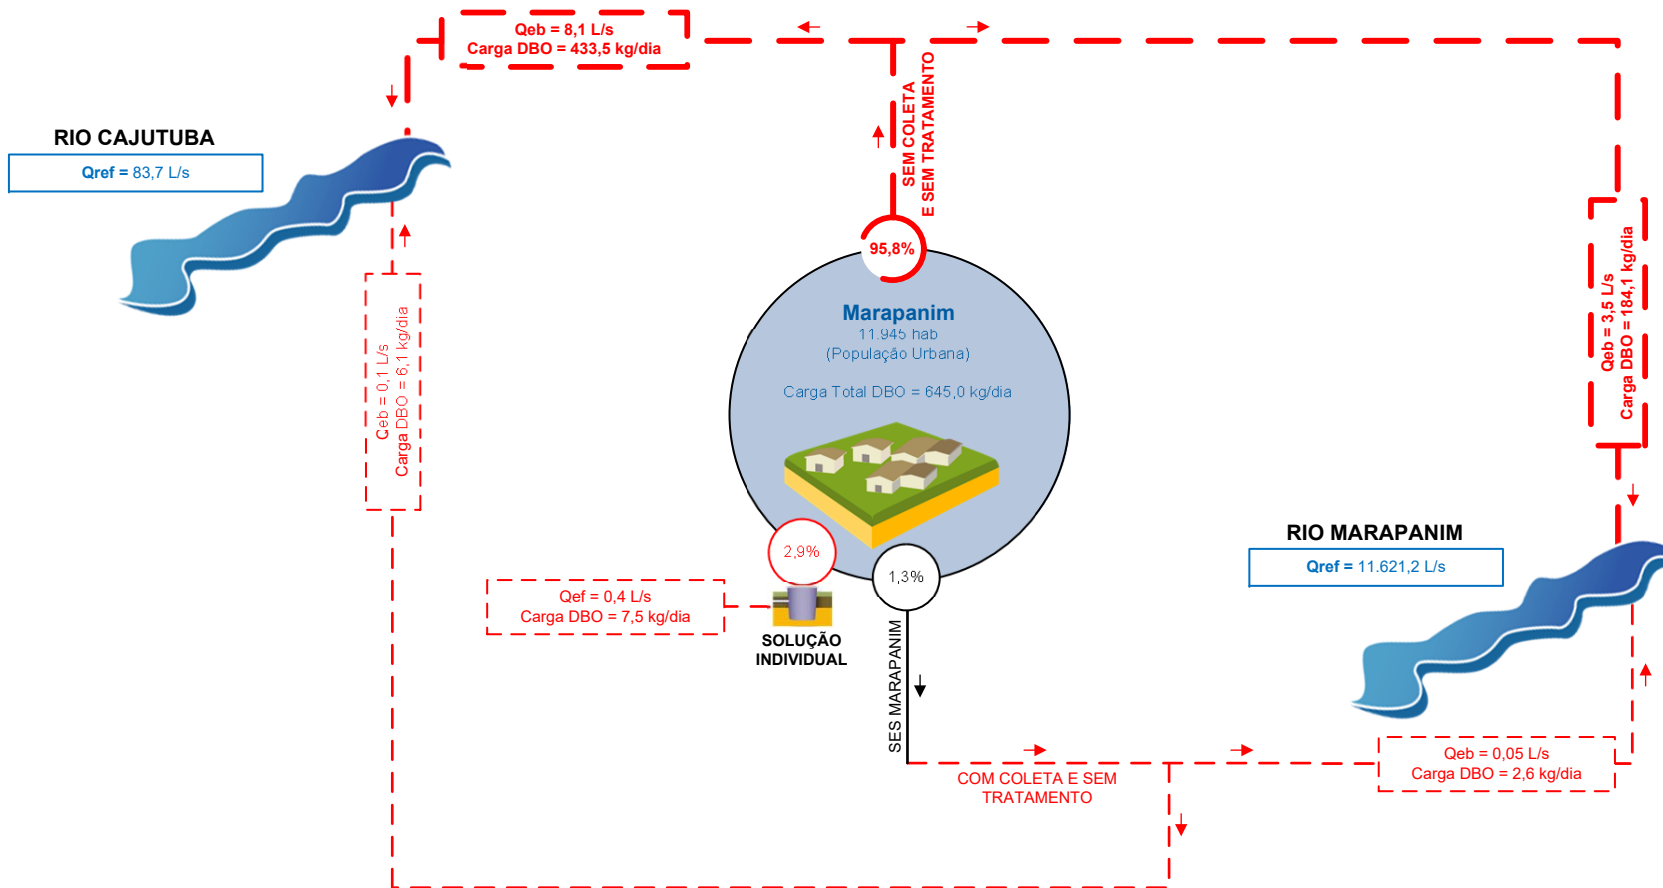 Qeb = 8,1 L/s
Carga DBO = 433,5 kg/dia
SEM COLETA
E SEM TRATAMENTO
RIO CAJUTUBA
Qref = 83,7 L/s
95,8%
Marapanim
11.945 hab
(População Urbana)
Carga Total DBO = 645,0 kg/dia
Qeb = 3,5 L/s
Carga DBO = 184,1 kg/dia
Qeb = 0,1 L/s
Carga DBO = 6,1 kg/dia
RIO MARAPANIM
Qref = 11.621,2 L/s
2,9%
1,3%
Qef = 0,4 L/s
Carga DBO = 7,5 kg/dia
SOLUÇÃO
INDIVIDUAL
SES MARAPANIM
COM COLETA E SEM
TRATAMENTO
Qeb = 0,05 L/s
Carga DBO = 2,6 kg/dia